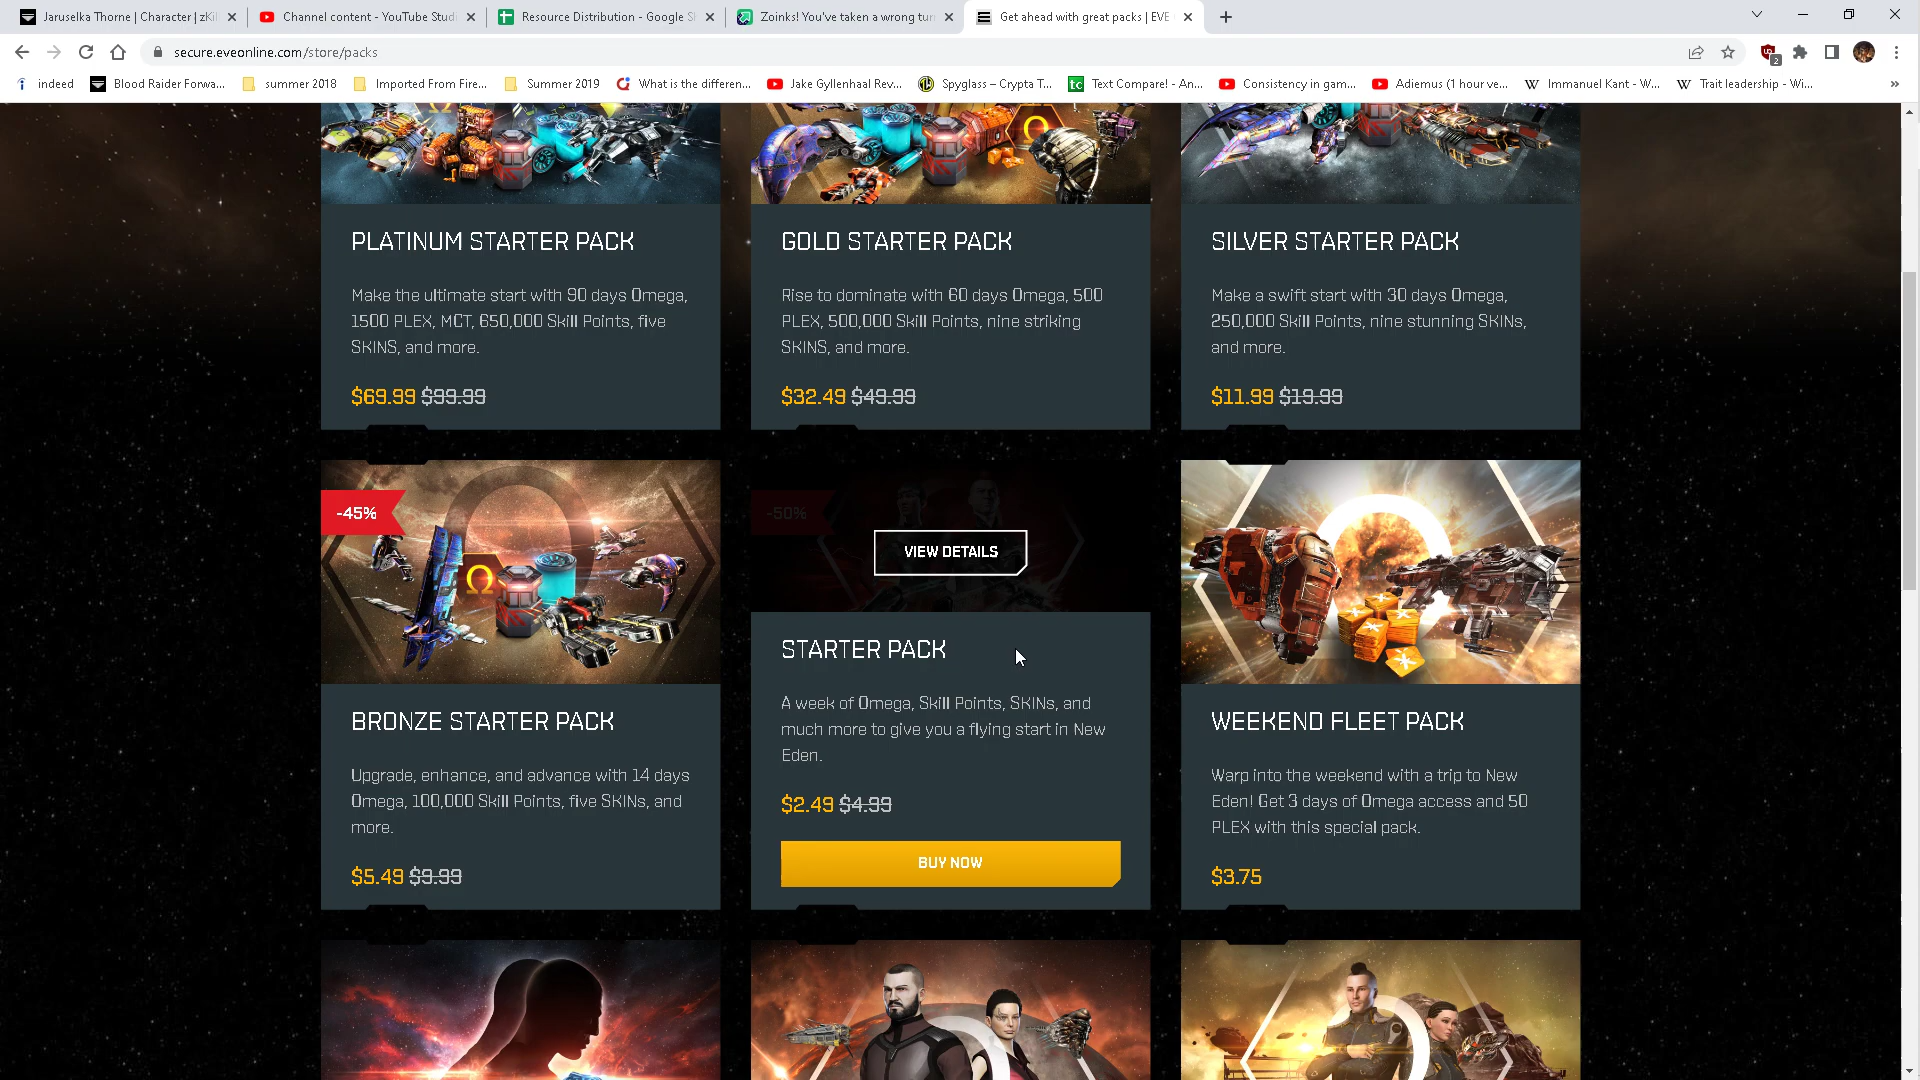 Jaruselka Thorne | Character | zKil
Channel content - YouTube Studi
Resource Distribution - Google S
Zoinks! You've taken a wrong tur
Get ahead with great packs | EVE
secure.eveonline.com/store/packs
2
indeed
Blood Raider Forwa...
summer 2018
Imported From Fire...
Summer 2019
What is the differen...
Jake Gyllenhaal Rev...
Spyglass – Crypta T...
tc Text Compare! - An...
Consistency in gam...
Adiemus (1 hour ve...
W Immanuel Kant - W...
W Trait leadership - Wi...
»
PLATINUM STARTER PACK
Make the ultimate start with 90 days Omega,
1500 PLEX, MCT, 650,000 Skill Points, five
SKINS, and more.
$69.99 $99.99
GOLD STARTER PACK
Rise to dominate with 60 days Omega, 500
PLEX, 500,000 Skill Points, nine striking
SKINS, and more.
$32.49 $49.99
SILVER STARTER PACK
Make a swift start with 30 days Omega,
250,000 Skill Points, nine stunning SKINs,
and more.
$11.99 $19.99
-45%
Ω
BRONZE STARTER PACK
Upgrade, enhance, and advance with 14 days
Omega, 100,000 Skill Points, five SKINs, and
more.
$5.49 $9.99
-50%
VIEW DETAILS
STARTER PACK
A week of Omega, Skill Points, SKINs, and
much more to give you a flying start in New
Eden.
$2.49 $4.99
BUY NOW
WEEKEND FLEET PACK
Warp into the weekend with a trip to New
Eden! Get 3 days of Omega access and 50
PLEX with this special pack.
$3.75